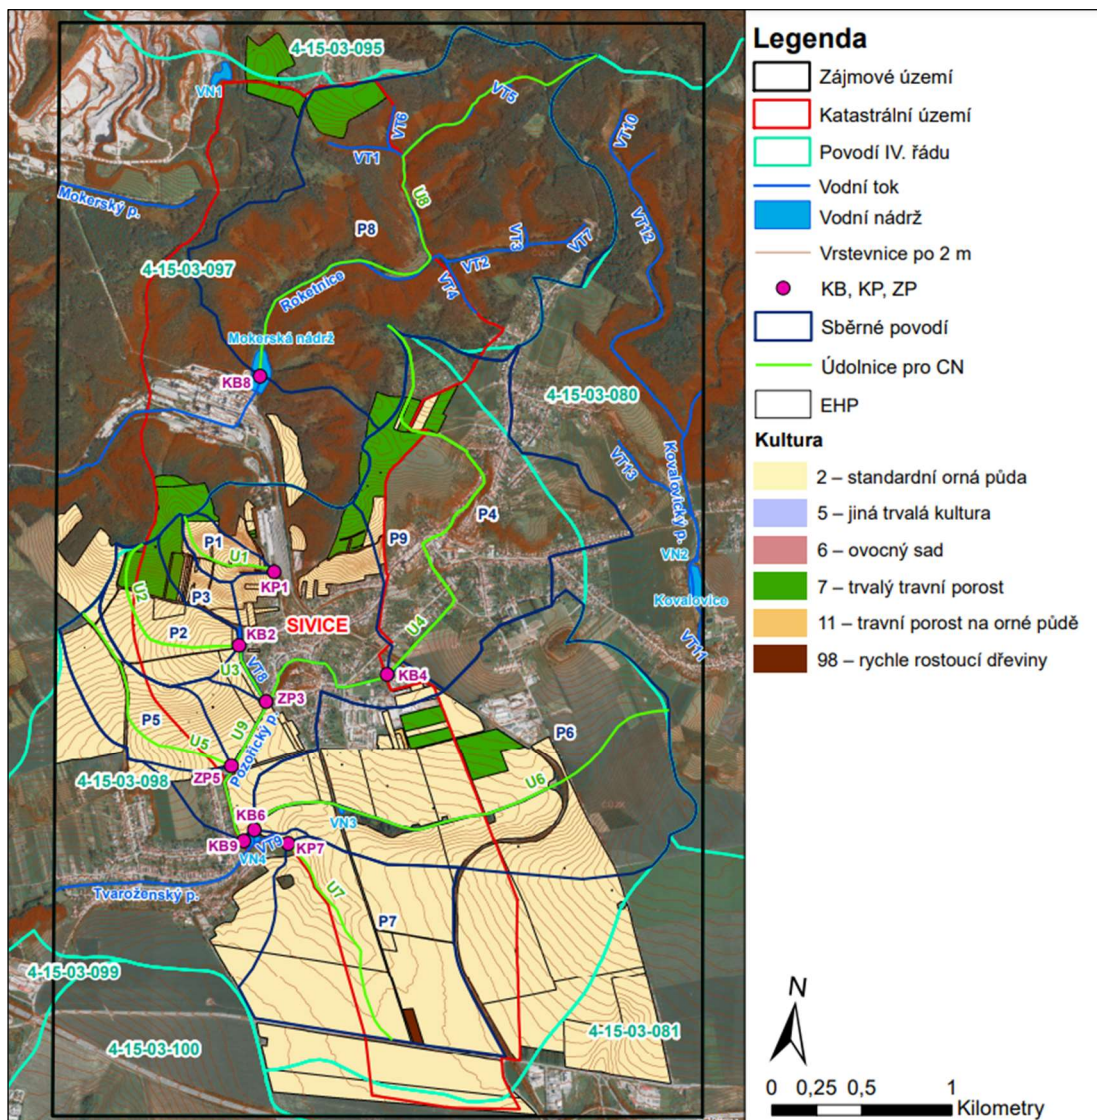 4-15-03-095
VN1
VT5
VT6
VT10
VT1
Mokerský p.
U8
P8
VT3
VT7
VT12
4-15-03-097
VT2
Roketnice
VT4
Mokerská nádrž
KB8
4-15-03-080
VT13
Kovalovický p.
P4
P1
P9
U1
VN2
KP1
U2
P3
Kovalovice
SIVICE
P2
U4
KB2
VT11
U3
VT8
KB4
ZP3
P5
U9
P6
U5
Pozořický p.
ZP5
4-15-03-098
U6
KB6
VN3
KB9
VT9
KP7
VN4
Tvaroženský p.
U7
P7
4-15-03-099
4-15-03-081
4-15-03-100
Legenda
Zájmové území
Katastrální území
Povodí IV. řádu
Vodní tok
Vodní nádrž
Vrstevnice po 2 m
KB, KP, ZP
Sběrné povodí
Údolnice pro CN
EHP
Kultura
2 – standardní orná půda
5 – jiná trvalá kultura
6 – ovocný sad
7 – trvalý travní porost
11 – travní porost na orné půdě
98 – rychle rostoucí dřeviny
N
0 0,25 0,5 1
Kilometry